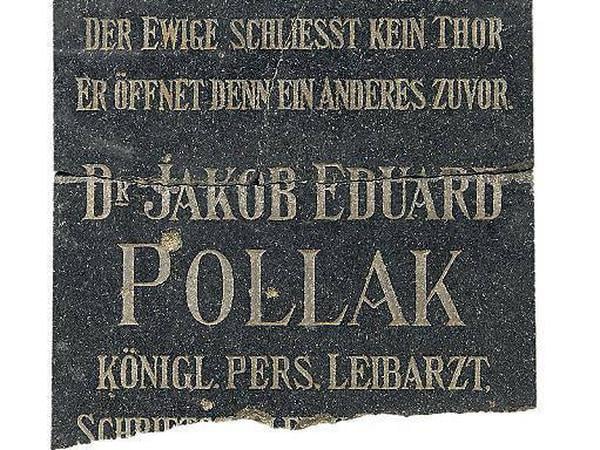 DER EWIGE SCHLIESST KEIN THOR
ER ÖFFNET DENN EIN ANDERES ZUVOR.
DR JAKOB EDUARD
POLLAK
KÖNIGL. PERS. LEIBARZT,